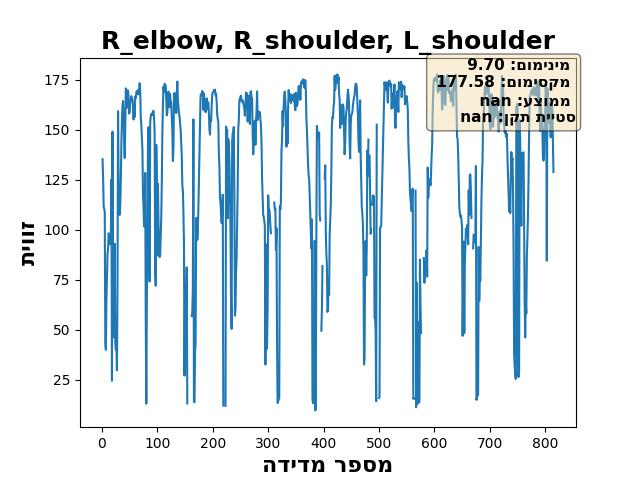 R_elbow, R_shoulder, L_shoulder
מינימום: 9.70
מקסימום: 177.58
ממוצע: nan
סטיית תקן: nan
175
150
125
100
75
50
25
זווית
0 100 200 300 400 500 600 700 800
מספר מדידה